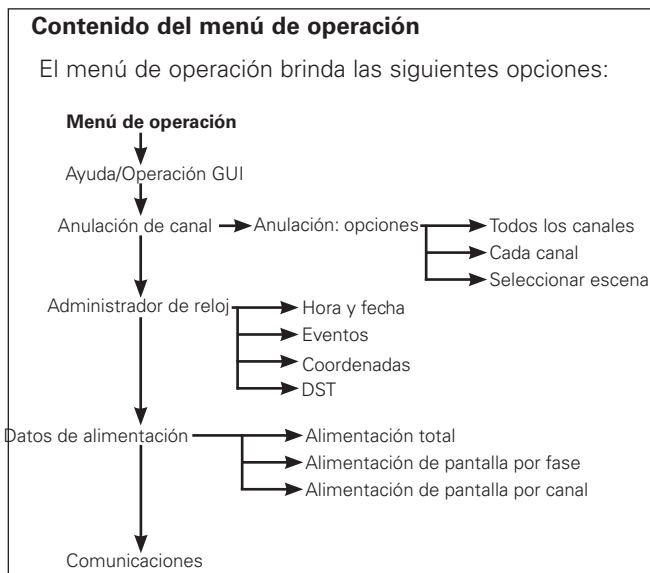 Contenido del menú de operación
El menú de operación brinda las siguientes opciones:
Menú de operación
Ayuda/Operación GUI
Anulación de canal
Anulación: opciones
Todos los canales
Cada canal
Seleccionar escena
Administrador de reloj
Hora y fecha
Eventos
Coordenadas
DST
Datos de alimentación
Alimentación total
Alimentación de pantalla por fase
Alimentación de pantalla por canal
Comunicaciones